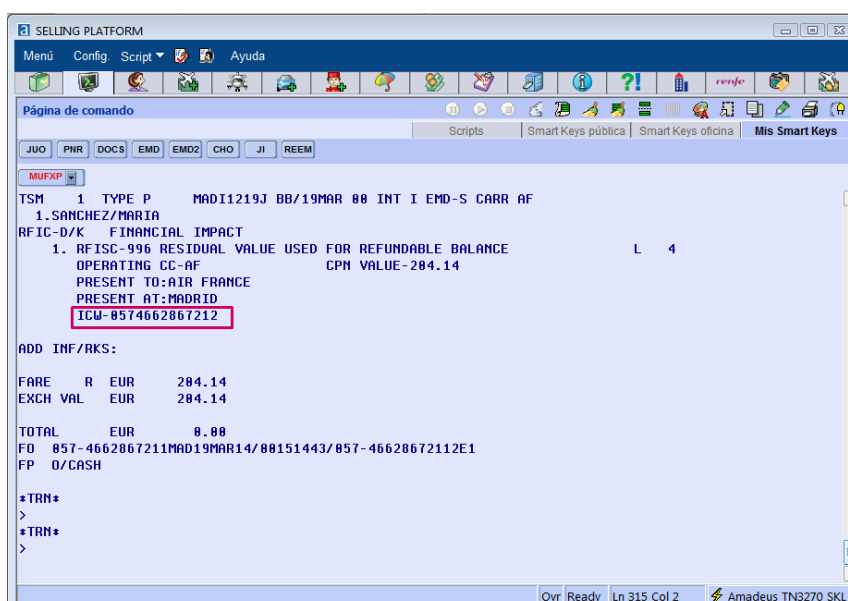 SELLING PLATFORM
Menú Config. Script Ayuda
?! renfe
Página de comando
Scripts Smart Keys pública Smart Keys oficina Mis Smart Keys
JUO PNR DOCS EMD EMD2 CHO JI REEM
MUFXP
TSM 1 TYPE P MADI1219J BB/19MAR 00 INT I EMD-S CARR AF
1.SANCHEZ/MARIA
RFIC-D/K FINANCIAL IMPACT
1. RFISC-996 RESIDUAL VALUE USED FOR REFUNDABLE BALANCE L 4
OPERATING CC-AF CPN VALUE-204.14
PRESENT TO:AIR FRANCE
PRESENT AT:MADRID
ICW-0574662867212
ADD INF/RKS:
FARE R EUR 204.14
EXCH VAL EUR 204.14
TOTAL EUR 0.00
FO 057-4662867211MAD19MAR14/00151443/057-46628672112E1
FP O/CASH
*TRN*
>
*TRN*
>
Ovr Ready Ln 315 Col 2 Amadeus TN3270 SKL